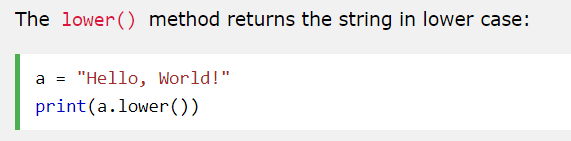 The lower() method returns the string in lower case:
a = "Hello, World!"
print(a.lower())